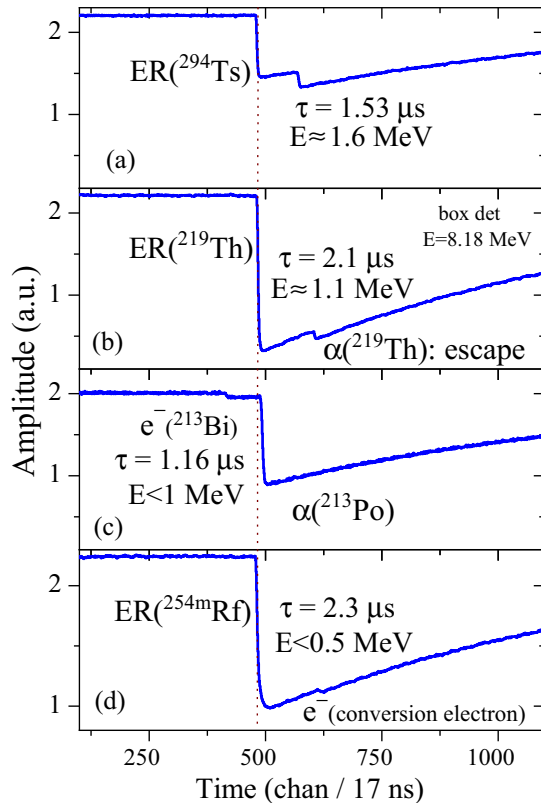 Amplitude (a.u.)
2
1
ER(²⁹⁴Ts)
τ = 1.53 μs
E≈1.6 MeV
(a)
2
1
ER(²¹⁹Th)
box det
E=8.18 MeV
τ = 2.1 μs
E≈1.1 MeV
(b)
α(²¹⁹Th): escape
2
1
e⁻(²¹³Bi)
τ = 1.16 μs
E<1 MeV
(c)
α(²¹³Po)
2
1
ER(²⁵⁴ᵐRf)
τ = 2.3 μs
E<0.5 MeV
(d)
e⁻(conversion electron)
250 500 750 1000
Time (chan / 17 ns)